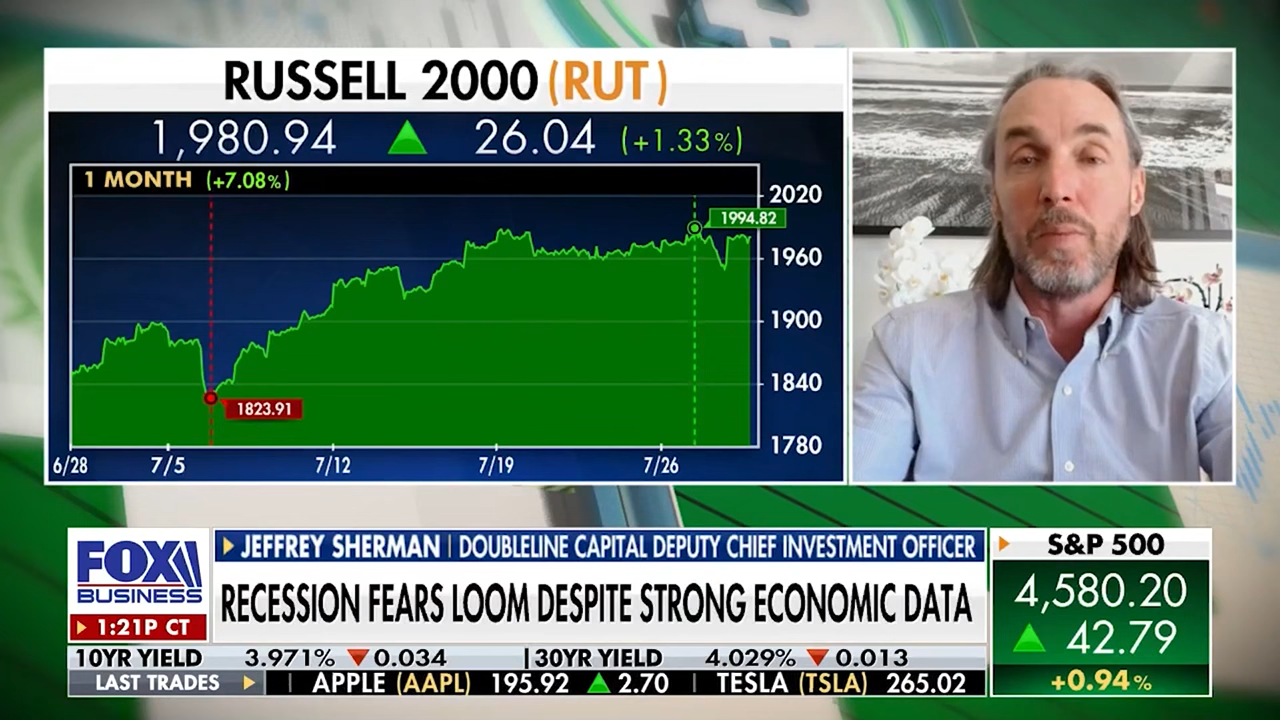 RUSSELL 2000 (RUT)
1,980.94 ▲ 26.04 (+1.33%)
1 MONTH (+7.08%)
2020
1994.82
1960
1900
1840
1823.91
1780
6/28 7/5 7/12 7/19 7/26
FOX
BUSINESS
1:21P CT
JEFFREY SHERMAN | DOUBLELINE CAPITAL DEPUTY CHIEF INVESTMENT OFFICER
RECESSION FEARS LOOM DESPITE STRONG ECONOMIC DATA
S&P 500
4,580.20
▲ 42.79
+0.94%
10YR YIELD 3.971% ▼ 0.034 | 30YR YIELD 4.029% ▼ 0.013
LAST TRADES | APPLE (AAPL) 195.92 ▲ 2.70 | TESLA (TSLA) 265.02